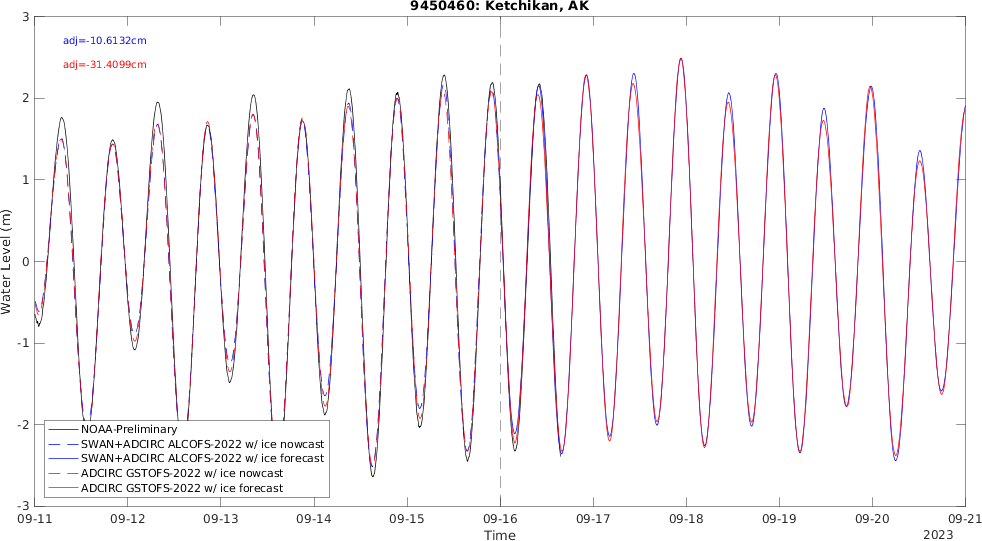 9450460: Ketchikan, AK
adj=-10.6132cm
adj=-31.4099cm
Water Level (m)
3
2
1
0
-1
-2
-3
NOAA-Preliminary
SWAN+ADCIRC ALCOFS-2022 w/ ice nowcast
SWAN+ADCIRC ALCOFS-2022 w/ ice forecast
ADCIRC GSTOFS-2022 w/ ice nowcast
ADCIRC GSTOFS-2022 w/ ice forecast
09-11 09-12 09-13 09-14 09-15 09-16 09-17 09-18 09-19 09-20 09-21
Time
2023